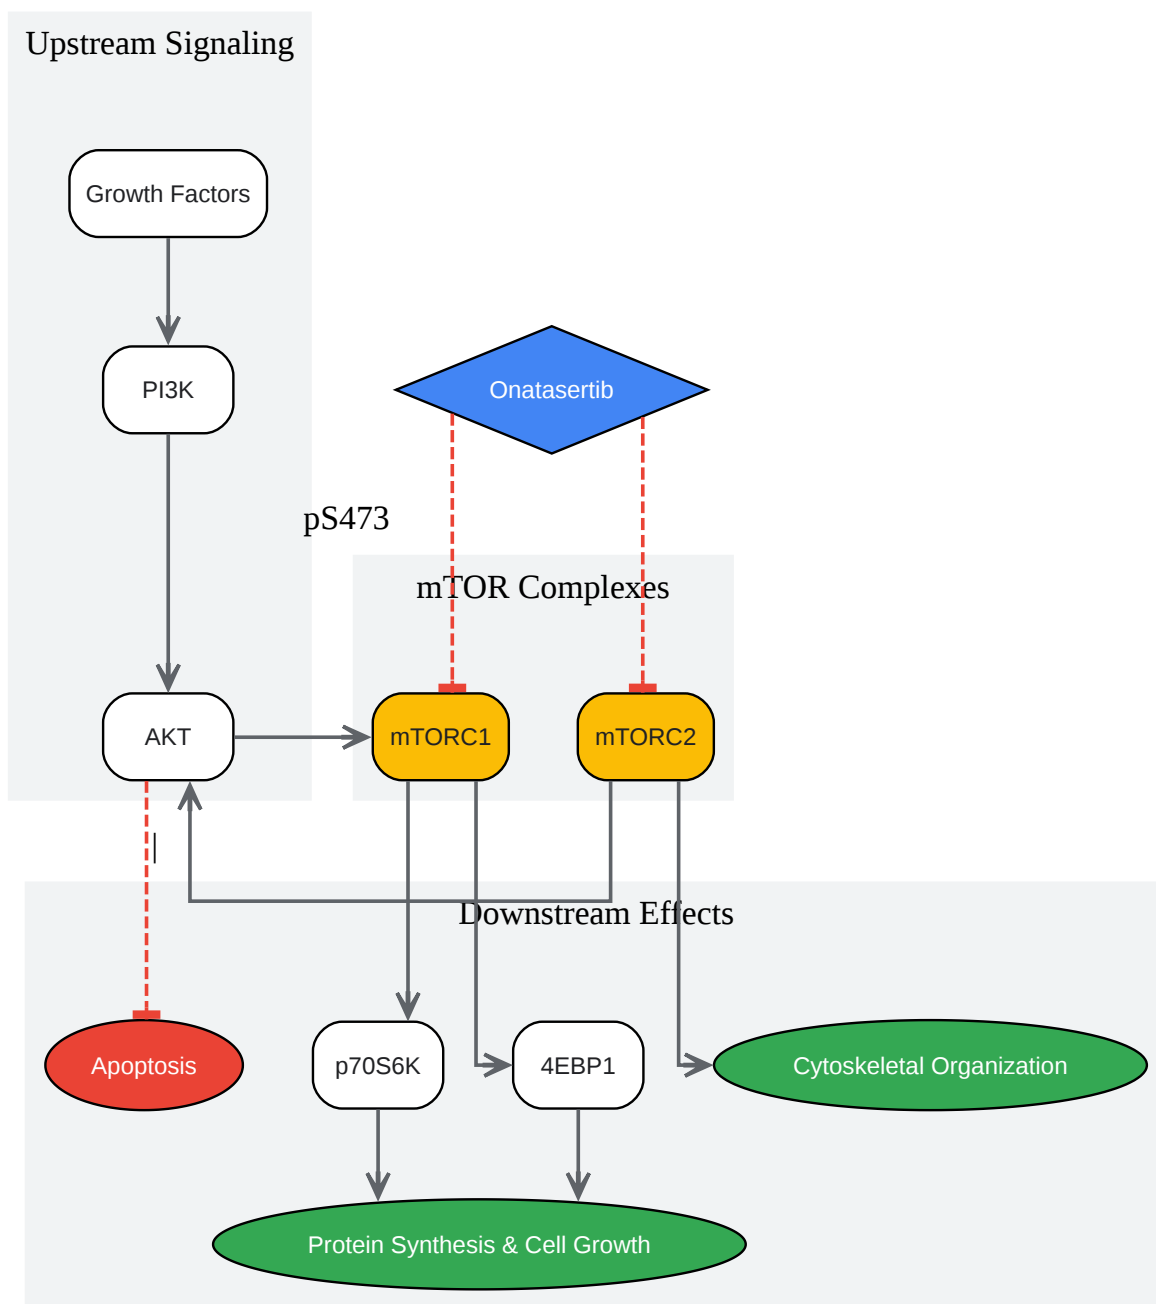 Upstream Signaling
Growth Factors
PI3K
Onatasertib
pS473
mTOR Complexes
AKT
mTORC1
mTORC2
|
Downstream Effects
Apoptosis
p70S6K
4EBP1
Cytoskeletal Organization
Protein Synthesis & Cell Growth